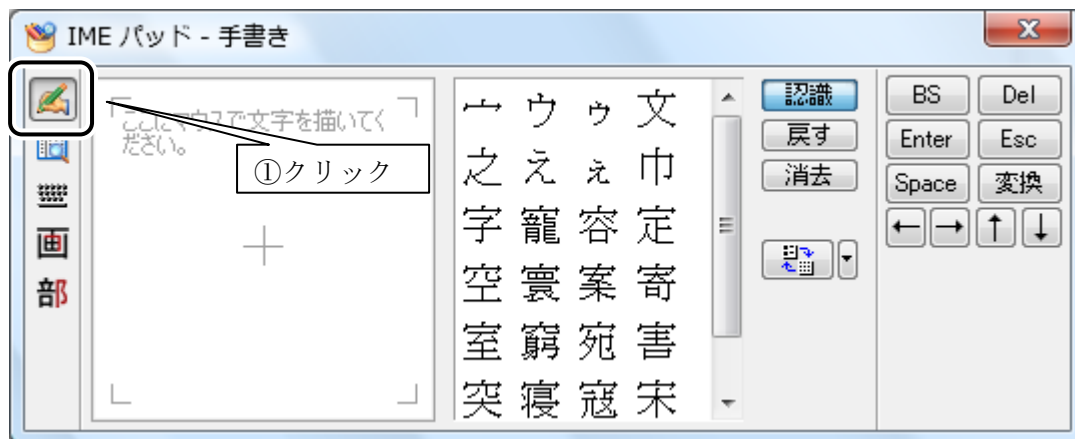 IME パッド - 手書き
ここにマウスで文字を描いてく
ださい。
①クリック
画
部
宀 ウ ゥ 文
之 え ぇ 巾
字 寵 容 定
空 寰 案 寄
室 窮 宛 害
突 寝 寇 宋
認識
戻す
消去
BS Del
Enter Esc
Space 変換
← → ↑ ↓